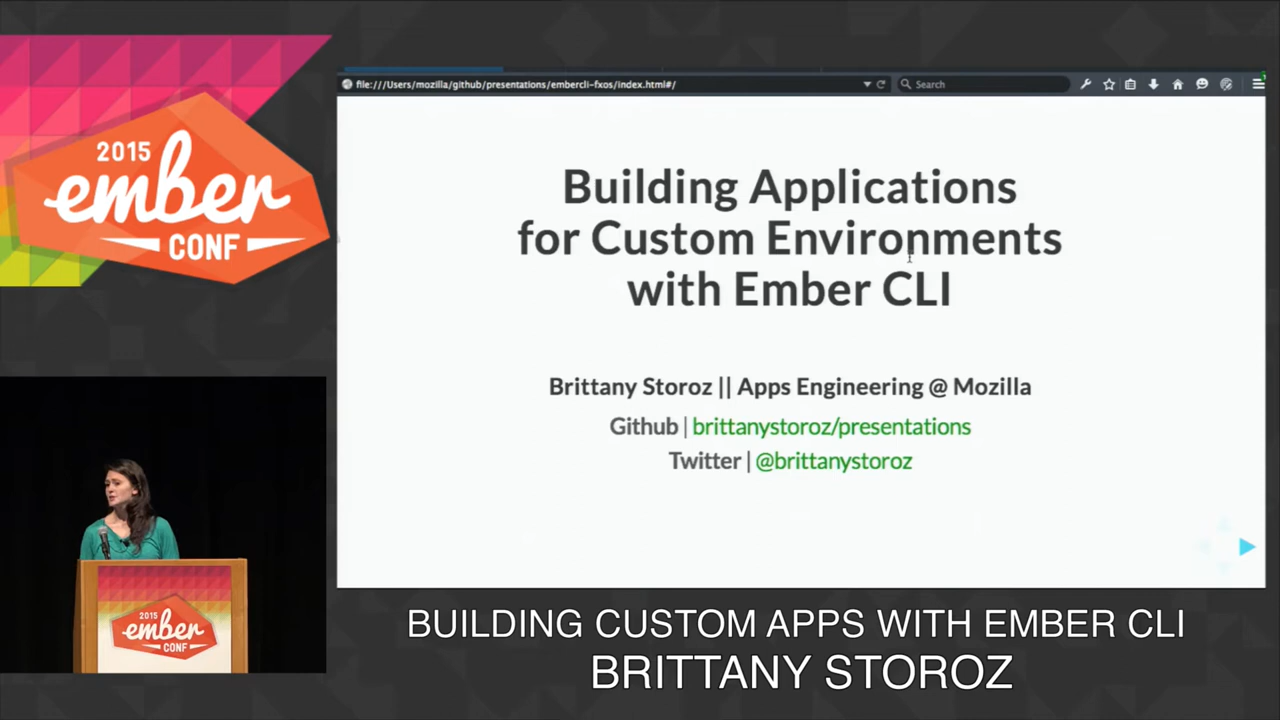 2015
ember
CONF
file:///Users/mozilla/github/presentations/embercli-fxos/index.html#/
Search
Building Applications
for Custom Environments
with Ember CLI
Brittany Storoz || Apps Engineering @ Mozilla
Github | brittanystoroz/presentations
Twitter | @brittanystoroz
2015
ember
CONF
BUILDING CUSTOM APPS WITH EMBER CLI
BRITTANY STOROZ